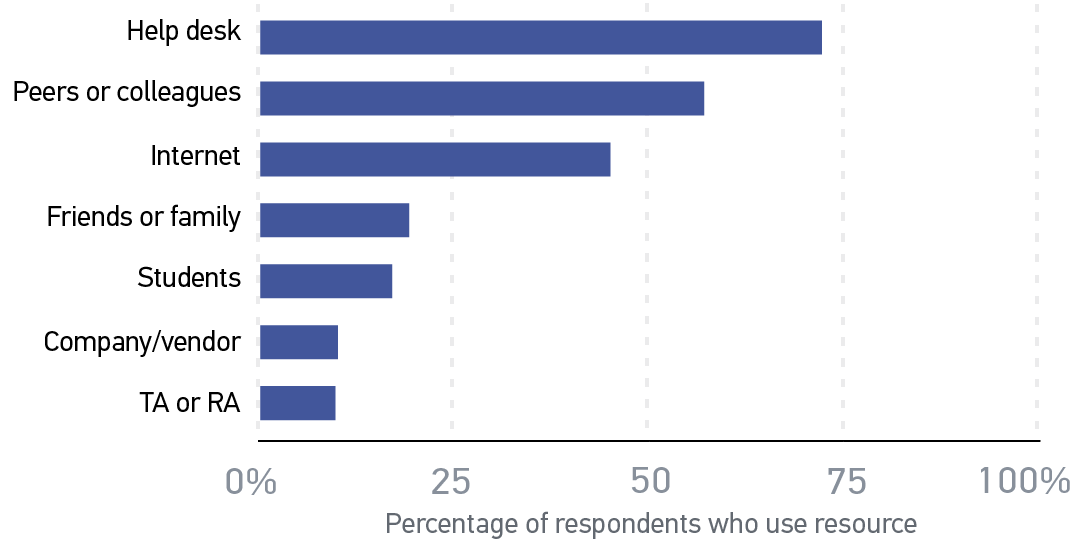 Help desk
Peers or colleagues
Internet
Friends or family
Students
Company/vendor
TA or RA
0% 25 50 75 100%
Percentage of respondents who use resource